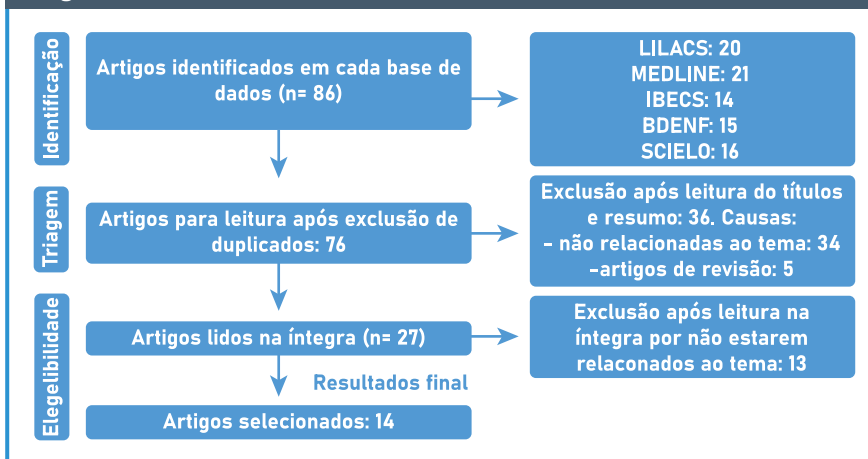 Identificação
Artigos identificados em cada base de
dados (n= 86)
LILACS: 20
MEDLINE: 21
IBECS: 14
BDENF: 15
SCIELO: 16
Triagem
Artigos para leitura após exclusão de
duplicados: 76
Exclusão após leitura do títulos
e resumo: 36. Causas:
- não relacionadas ao tema: 34
-artigos de revisão: 5
Elegelibilidade
Artigos lidos na íntegra (n= 27)
Exclusão após leitura na
íntegra por não estarem
relaconados ao tema: 13
Resultados final
Artigos selecionados: 14